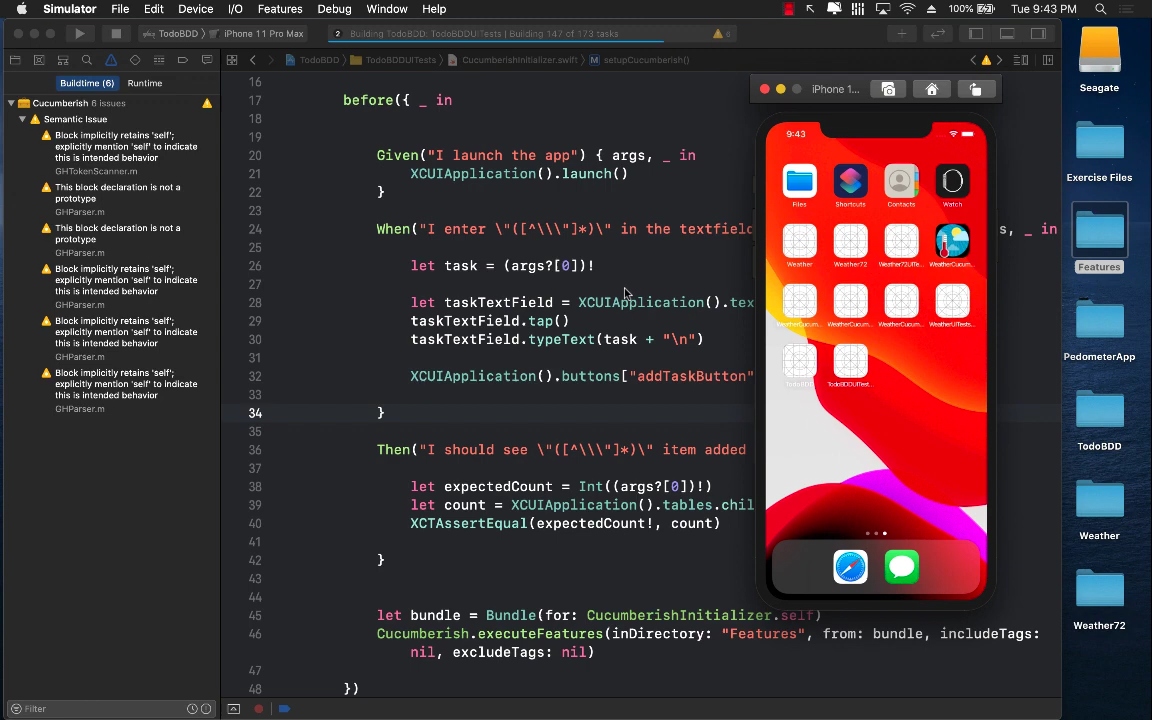 Simulator File Edit Device I/O Features Debug Window Help 100% Tue 9:43 PM
TodoBDD iPhone 11 Pro Max 2 Building TodoBDD: TodoBDDUITests | Building 147 of 173 tasks 6
TodoBDD TodoBDDUITests CucumberishInitializer.swift M setupCucumberish()
Buildtime (6) Runtime
Cucumberish 6 issues
Semantic Issue
Block implicitly retains 'self';
explicitly mention 'self' to indicate
this is intended behavior
GHTokenScanner.m
This block declaration is not a
prototype
GHParser.m
This block declaration is not a
prototype
GHParser.m
Block implicitly retains 'self';
explicitly mention 'self' to indicate
this is intended behavior
GHParser.m
Block implicitly retains 'self';
explicitly mention 'self' to indicate
this is intended behavior
GHParser.m
Block implicitly retains 'self';
explicitly mention 'self' to indicate
this is intended behavior
GHParser.m
Filter
16
17 before({ _ in
18
19
20 Given("I launch the app") { args, _ in
21 XCUIApplication().launch()
22 }
23
24 When("I enter \"([^\\\"]*)\" in the textfield s, _ in
25
26 let task = (args?[0])!
27
28 let taskTextField = XCUIApplication().tex
29 taskTextField.tap()
30 taskTextField.typeText(task + "\n")
31
32 XCUIApplication().buttons["addTaskButton"
33
34 }
35
36 Then("I should see \"([^\\\"]*)\" item added
37
38 let expectedCount = Int((args?[0])!)
39 let count = XCUIApplication().tables.chil
40 XCTAssertEqual(expectedCount!, count)
41
42 }
43
44
45 let bundle = Bundle(for: CucumberishInitializer.self)
46 Cucumberish.executeFeatures(inDirectory: "Features", from: bundle, includeTags:
nil, excludeTags: nil)
47
48 })
iPhone 1...
9:43
Files Shortcuts Contacts Watch
Weather Weather72 Weather72UITe... WeatherCucum...
WeatherCucum... WeatherCucum... WeatherCucum... WeatherUITests...
TodoBDD TodoBDDUITest...
Seagate
Exercise Files
Features
PedometerApp
TodoBDD
Weather
Weather72